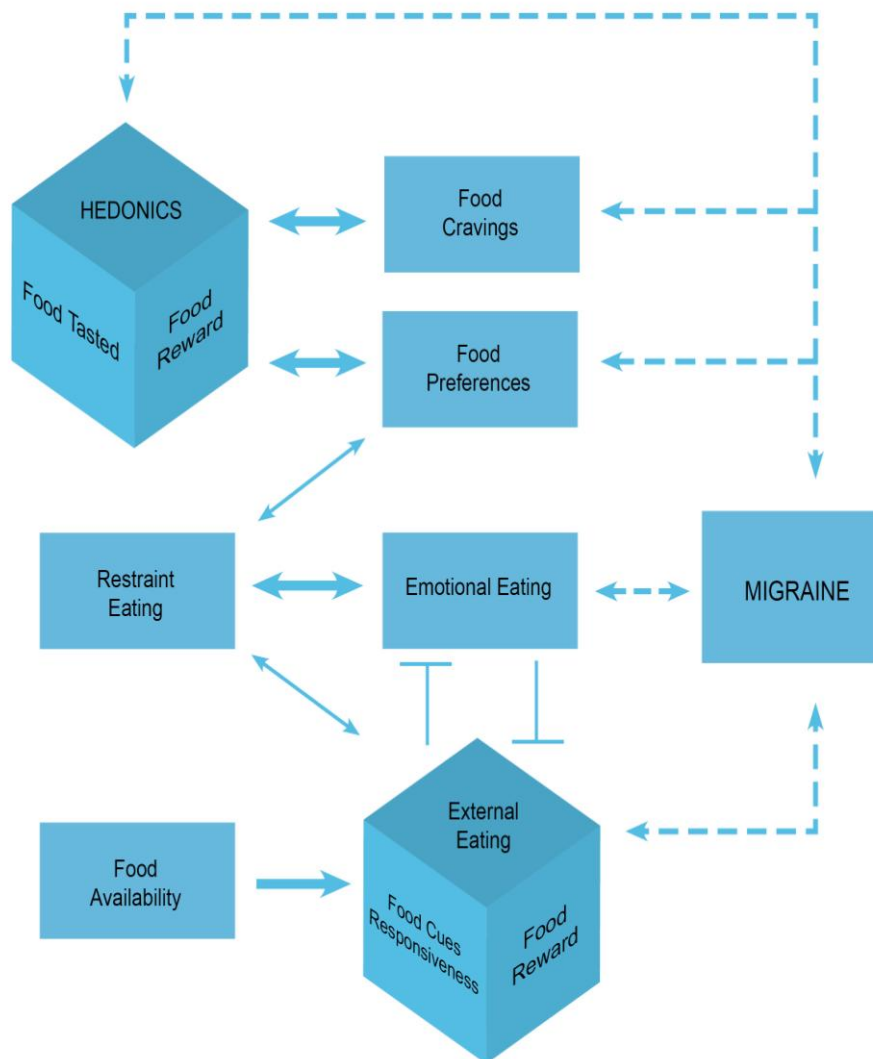 HEDONICS
Food Tasted
Food
Reward
Food
Cravings
Food
Preferences
Restraint
Eating
Emotional Eating
MIGRAINE
External
Eating
Food Cues
Responsiveness
Food
Reward
Food
Availability